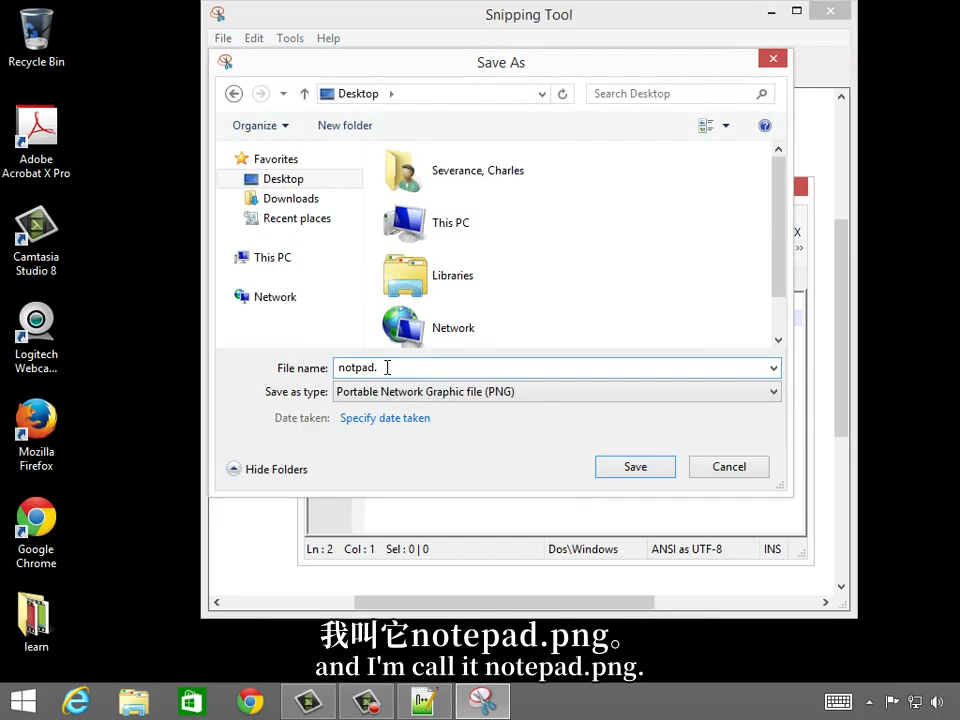 Recycle Bin
Adobe
Acrobat X Pro
Camtasia
Studio 8
Logitech
Webca...
Mozilla
Firefox
Google
Chrome
learn
Snipping Tool
File Edit Tools Help
Save As
Desktop
Search Desktop
Organize New folder
Favorites
Desktop
Downloads
Recent places
This PC
Network
Severance, Charles
This PC
Libraries
Network
X
»
File name: notpad.
Save as type: Portable Network Graphic file (PNG)
Date taken: Specify date taken
Hide Folders Save Cancel
Ln : 2 Col : 1 Sel : 0 | 0 Dos\Windows ANSI as UTF-8 INS
我叫它notepad.png。
and I'm call it notepad.png.